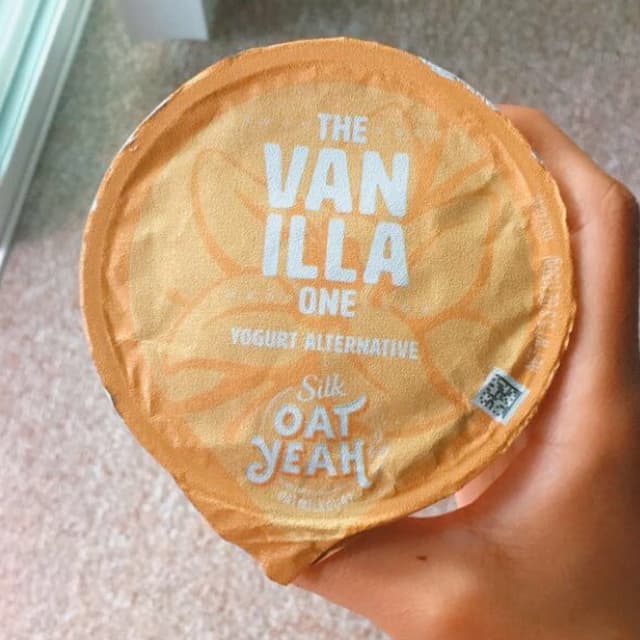 THE
VAN
ILLA
ONE
YOGURT ALTERNATIVE
Silk
OAT
YEAH